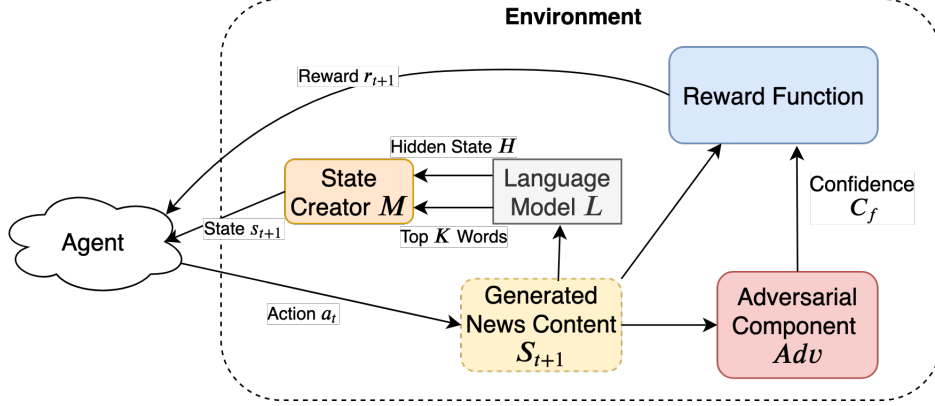 Environment
Reward r_{t+1}
Reward Function
Hidden State H
State
Creator M
Language
Model L
Confidence
C_f
Agent
State s_{t+1}
Top K Words
Action a_t
Generated
News Content
S_{t+1}
Adversarial
Component
Adv